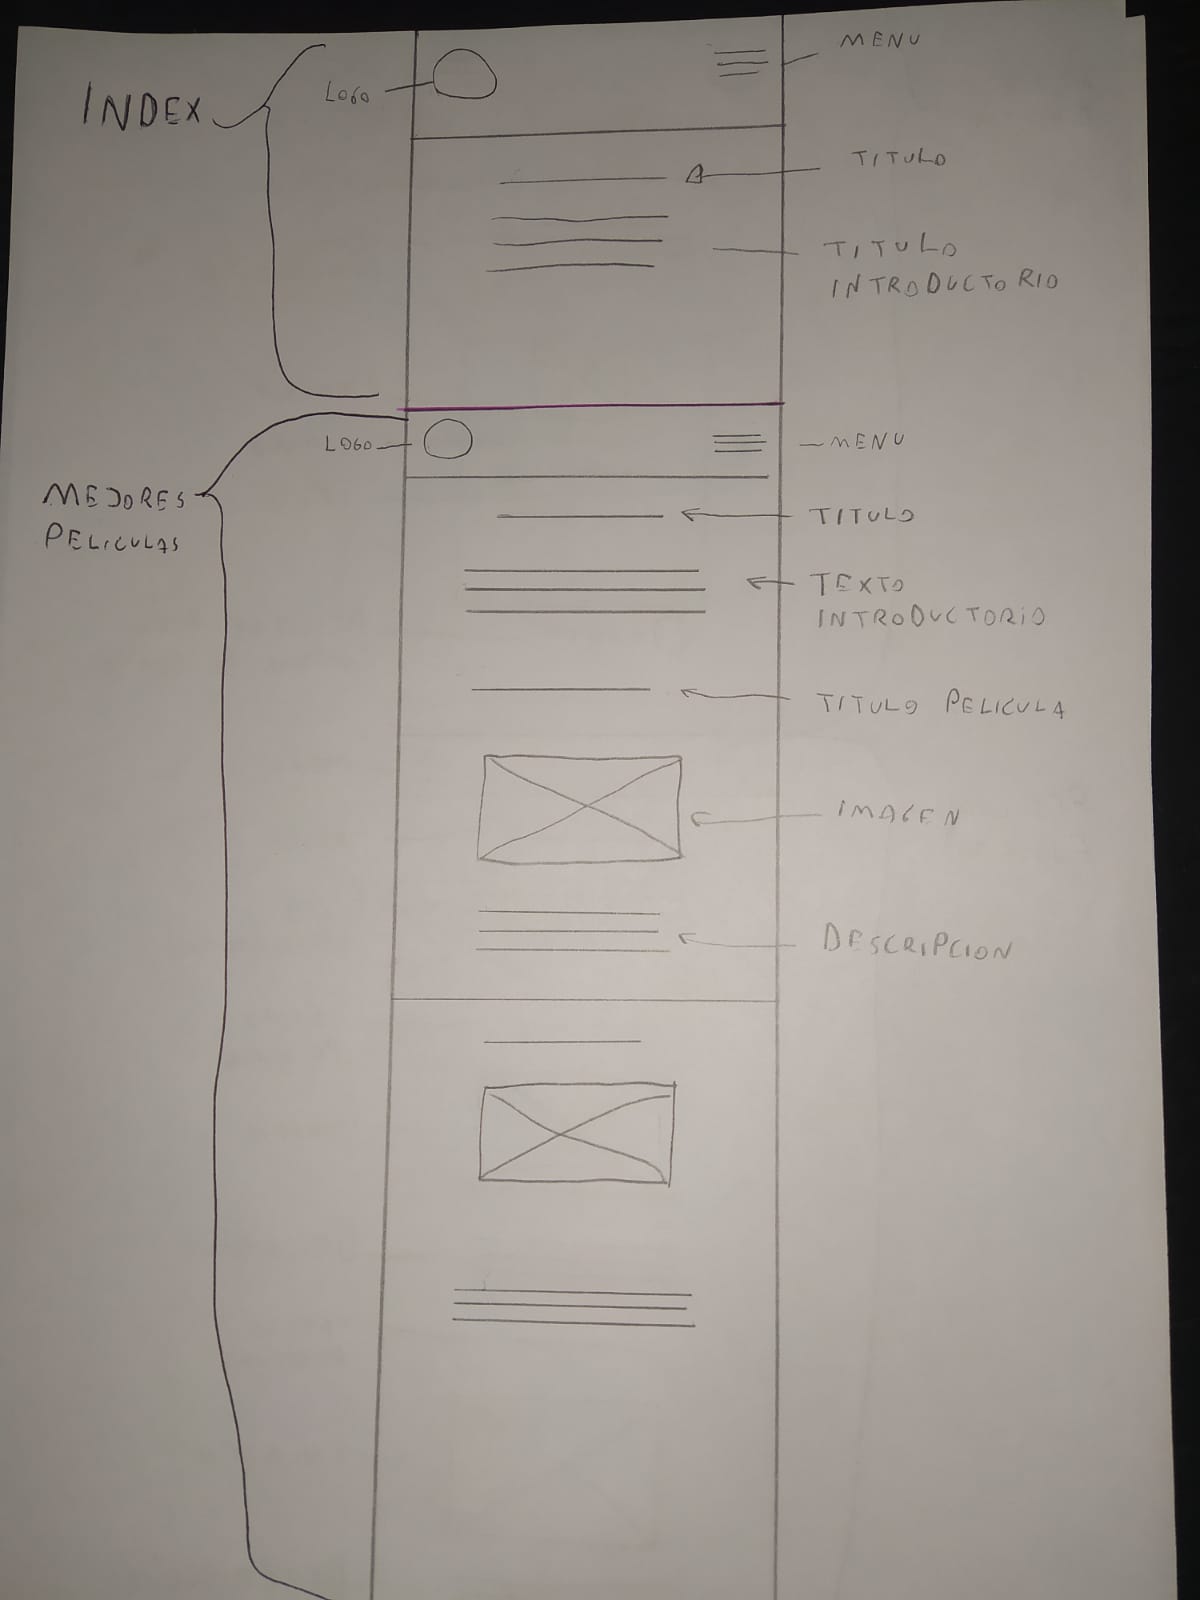 INDEX
LOGO
MENU
TITULO
TITULO
INTRODUCTORIO
LOGO
MENU
MEJORES
PELICULAS
TITULO
TEXTO
INTRODUCTORIO
TITULO PELICULA
IMAGEN
DESCRIPCION